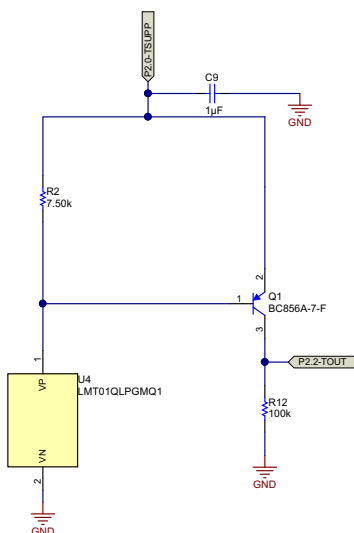 P2.0-TSUPP
C9
1µF
GND
R2
7.50k
2
1
Q1
BC856A-7-F
3
P2.2-TOUT
1
U4
LMT01QLPGMQ1
VP
R12
100k
VN
2
GND
GND